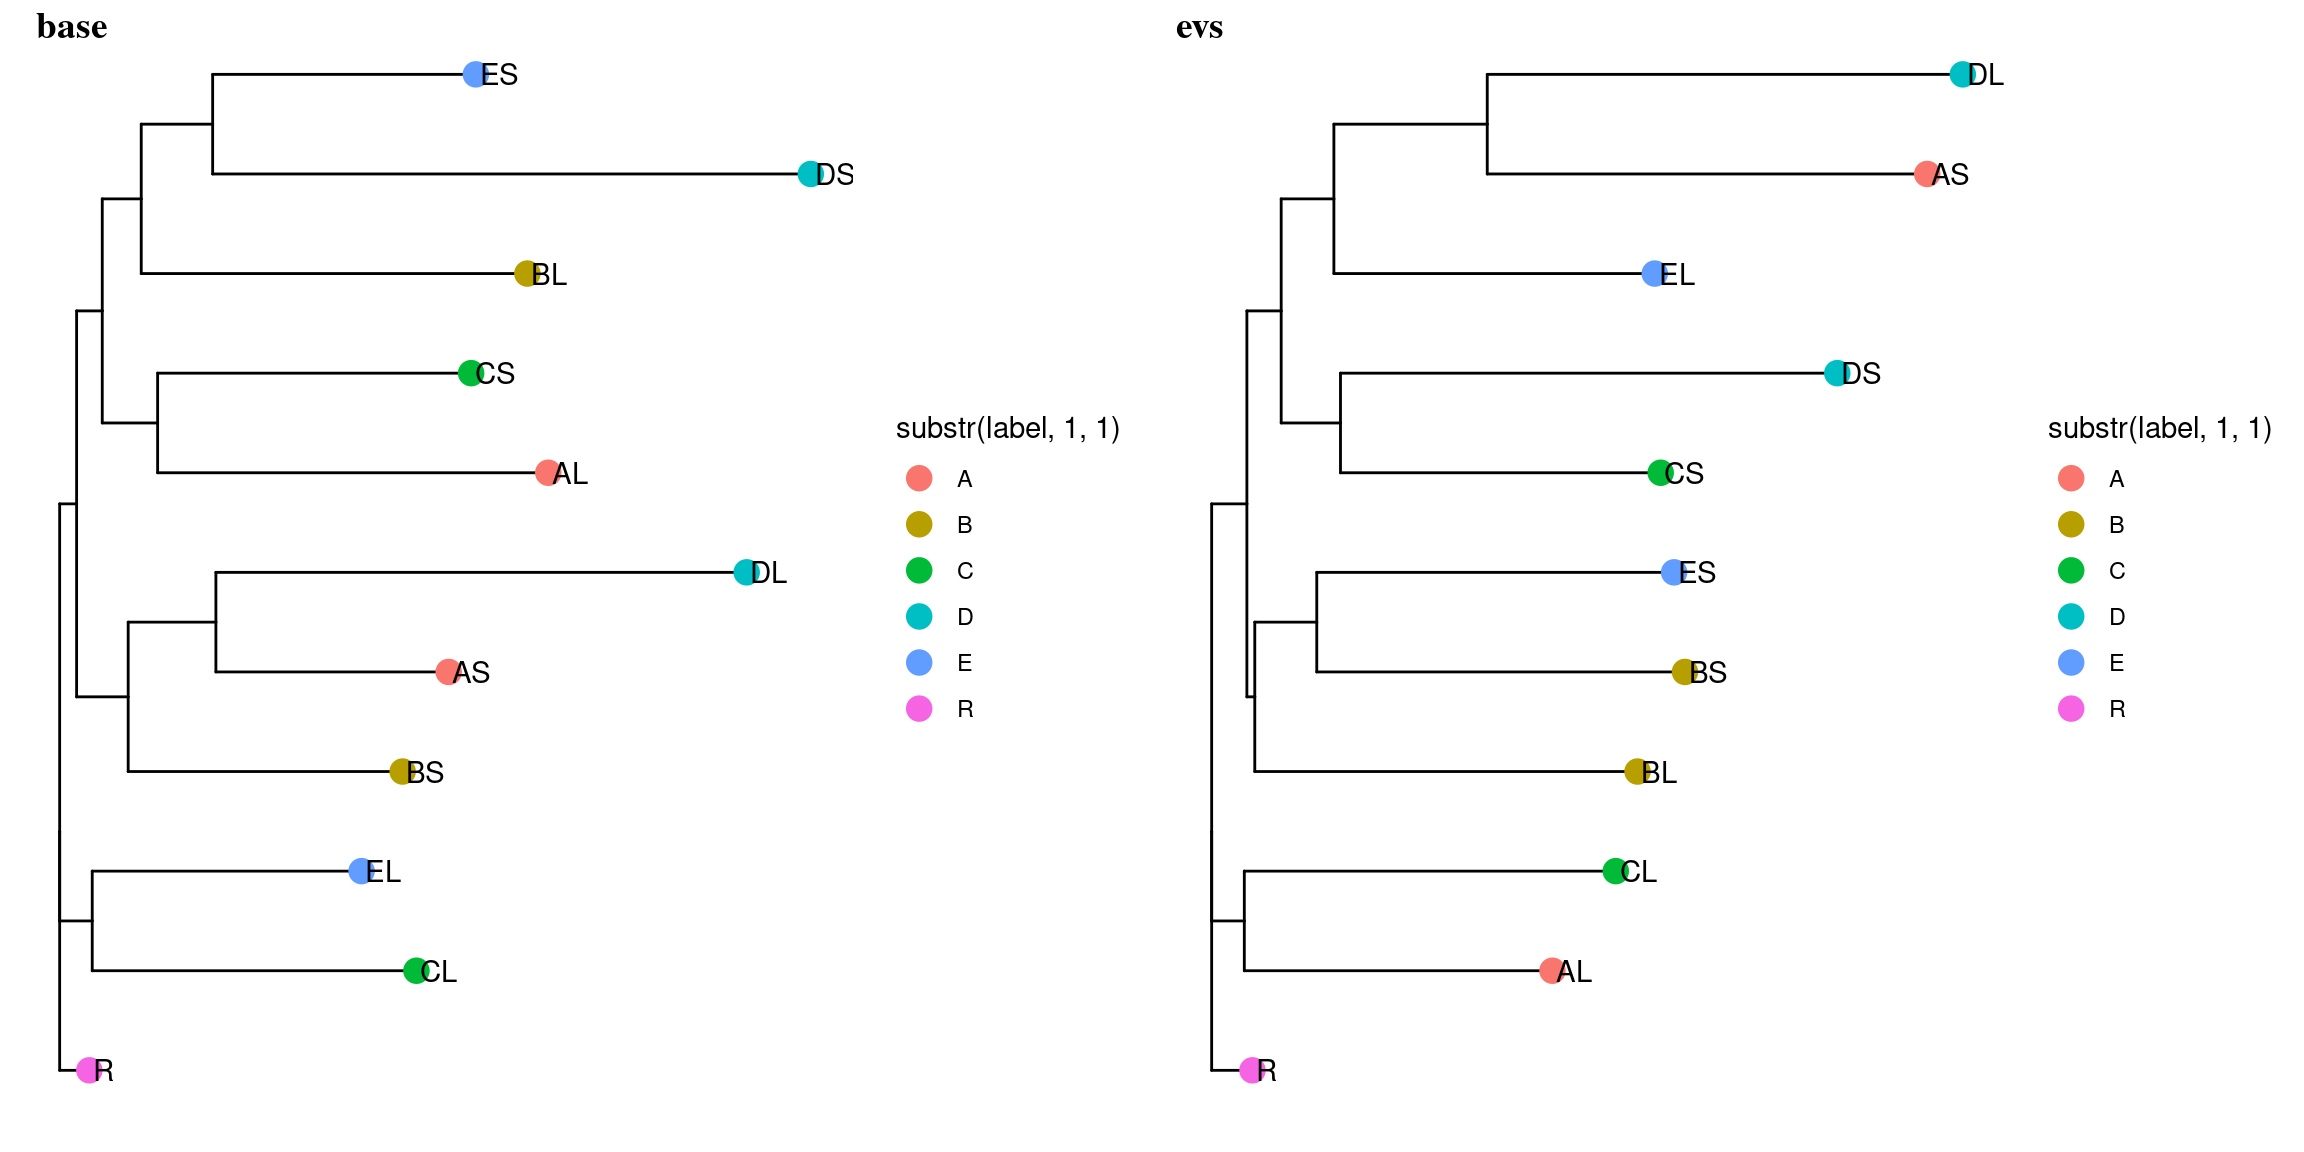 base
ES
DS
BL
CS
AL
DL
AS
BS
EL
CL
R
substr(label, 1, 1)
A
B
C
D
E
R
evs
DL
AS
EL
DS
CS
ES
BS
BL
CL
AL
R
substr(label, 1, 1)
A
B
C
D
E
R